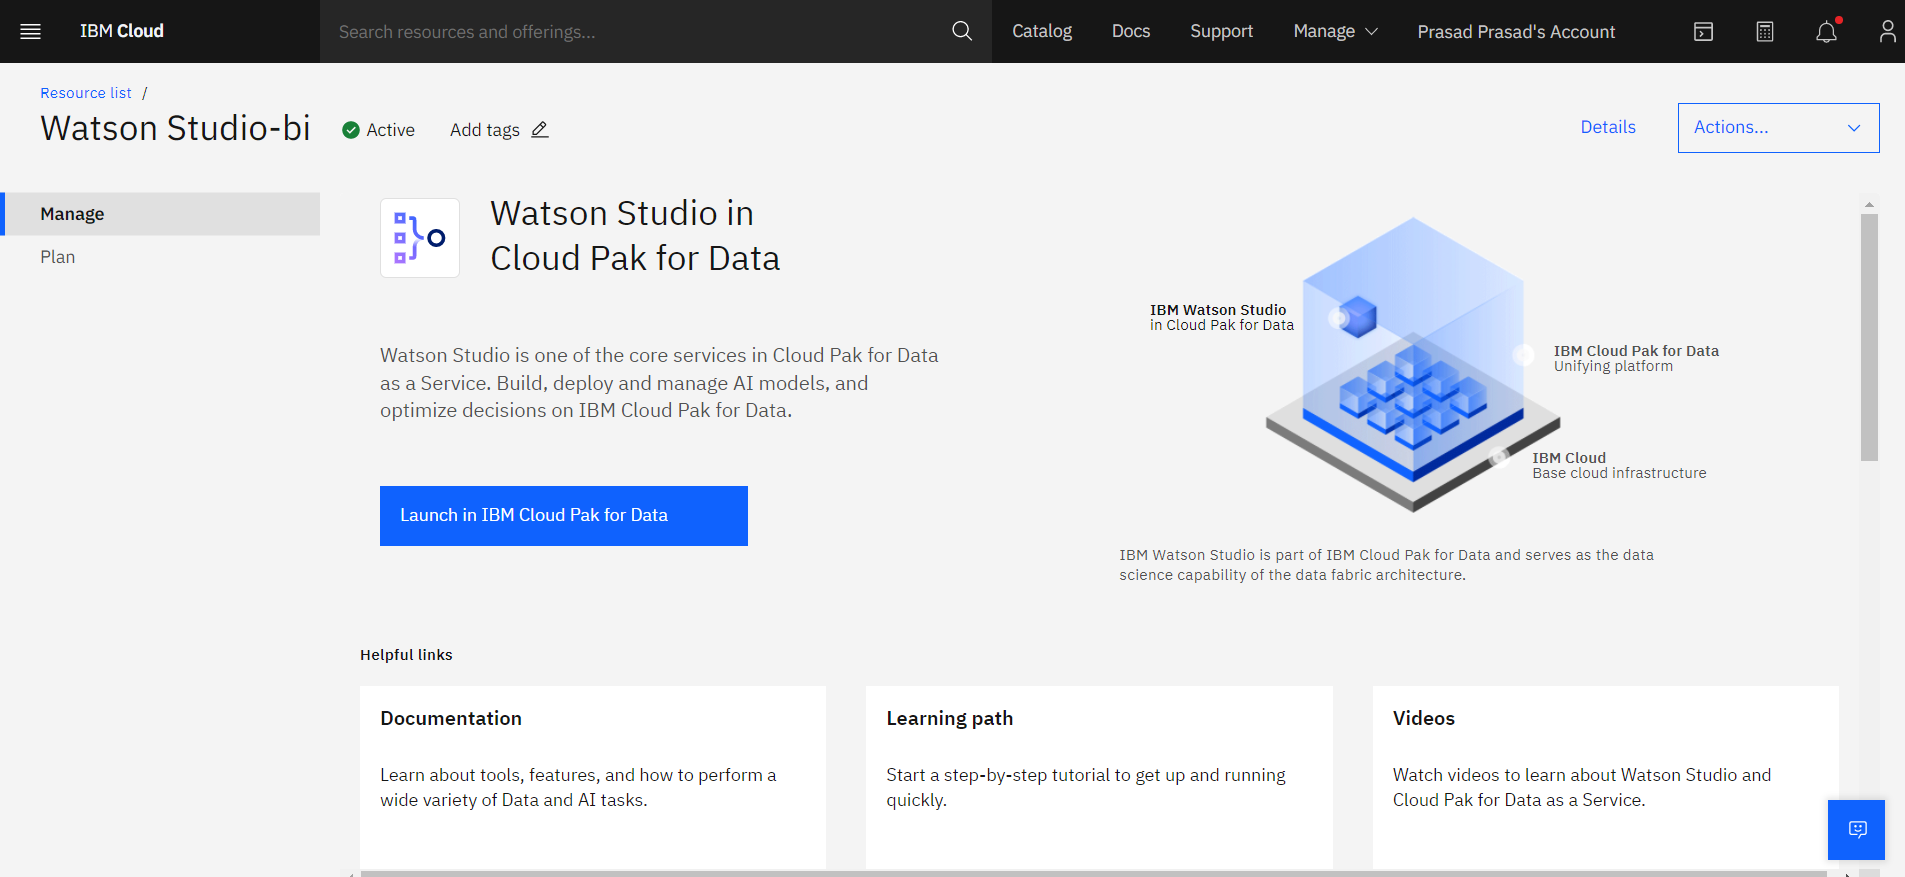 IBM Cloud
Search resources and offerings...
Catalog
Docs
Support
Manage
Prasad Prasad's Account
Resource list /
Watson Studio-bi
Active
Add tags
Details
Actions...
Manage
Plan
Watson Studio in
Cloud Pak for Data
Watson Studio is one of the core services in Cloud Pak for Data
as a Service. Build, deploy and manage AI models, and
optimize decisions on IBM Cloud Pak for Data.
Launch in IBM Cloud Pak for Data
IBM Watson Studio
in Cloud Pak for Data
IBM Cloud Pak for Data
Unifying platform
IBM Cloud
Base cloud infrastructure
IBM Watson Studio is part of IBM Cloud Pak for Data and serves as the data
science capability of the data fabric architecture.
Helpful links
Documentation
Learn about tools, features, and how to perform a
wide variety of Data and AI tasks.
Learning path
Start a step-by-step tutorial to get up and running
quickly.
Videos
Watch videos to learn about Watson Studio and
Cloud Pak for Data as a Service.